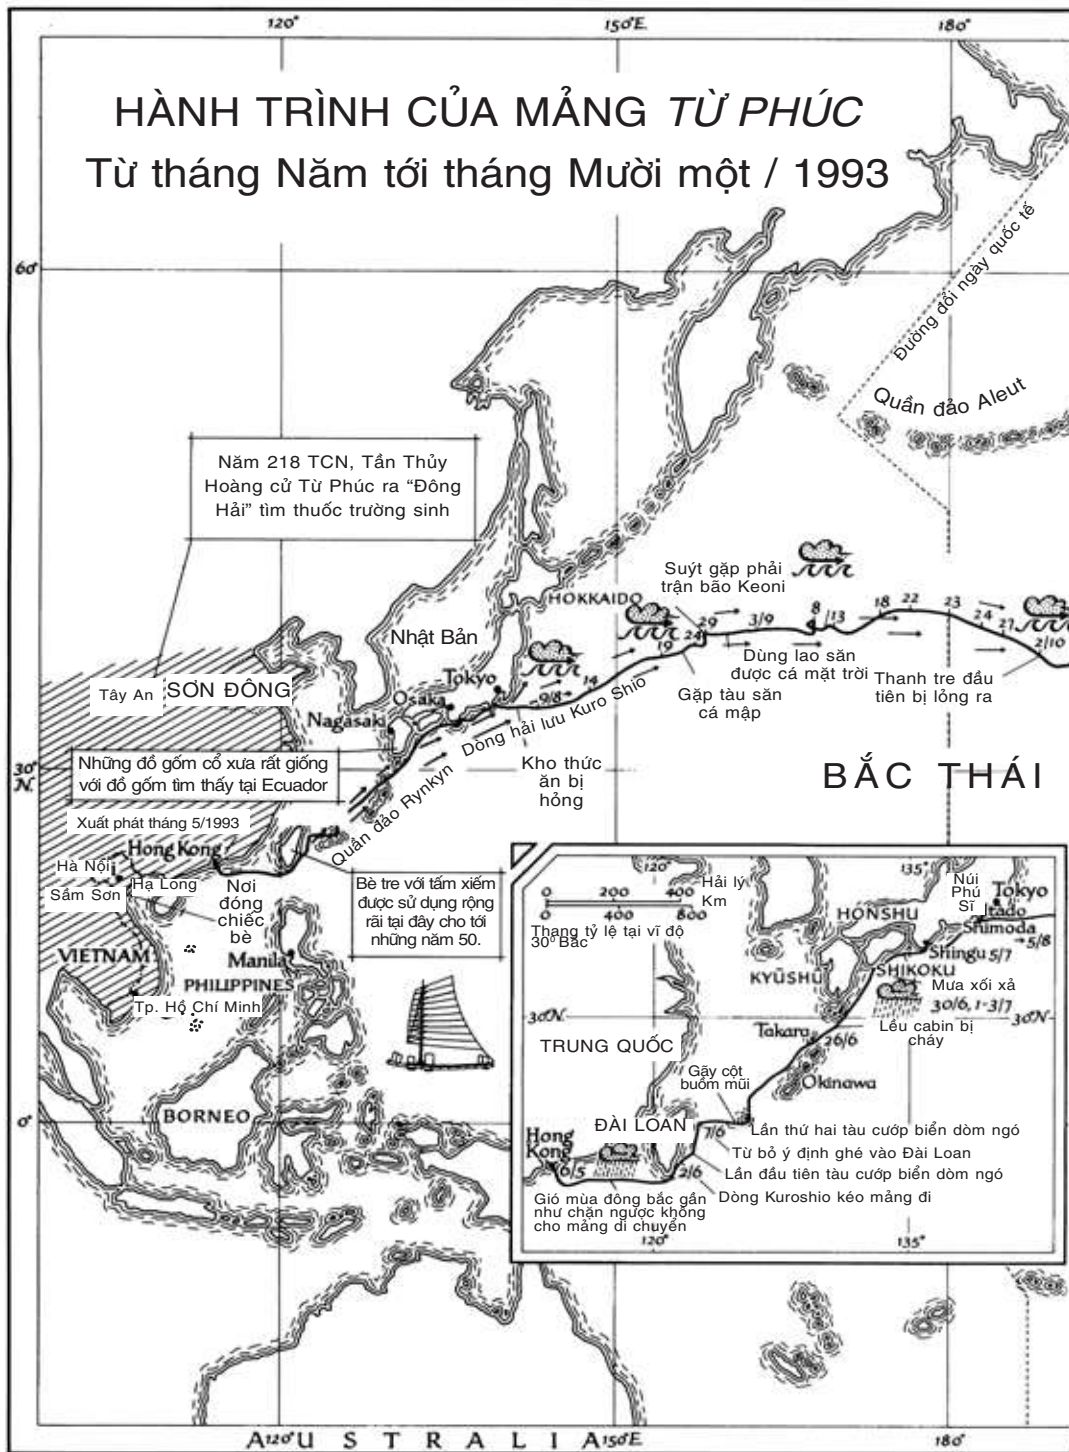 120°
150°E.
180°
HÀNH TRÌNH CỦA MẢNG TỪ PHÚC
Từ tháng Năm tới tháng Mười một / 1993
60°
Đường đổi ngày quốc tế
Quần đảo Aleut
Năm 218 TCN, Tần Thủy
Hoàng cử Từ Phúc ra “Đông
Hải” tìm thuốc trường sinh
Suýt gặp phải
trận bão Keoni
HOKKAIDO
Nhật Bản
29
24
19
3/9
8
/13
18
22
23
24
27
2/10
Dùng lao săn
được cá mặt trời
Thanh tre đầu
tiên bị lỏng ra
Gặp tàu săn
cá mập
Tây An
SƠN ĐÔNG
Tokyo
Osaka
Nagasaki
9/8
14
Dòng hải lưu Kuro Shio
Kho thức
ăn bị
hỏng
30°
N.
Những đồ gốm cổ xưa rất giống
với đồ gốm tìm thấy tại Ecuador
Quần đảo Rynkyn
BẮC THÁI
Xuất phát tháng 5/1993
Hong Kong
Hà Nội
Sầm Sơn
Hạ Long
Nơi
đóng
chiếc
bè
Bè tre với tấm xiếm
được sử dụng rộng
rãi tại đây cho tới
những năm 50.
VIETNAM
Manila
PHILIPPINES
Tp. Hồ Chí Minh
BORNEO
0°
120°
135°
0 200 400 Hải lý
0 400 800 Km
Thang tỷ lệ tại vĩ độ
30° Bắc
Núi
Phú
Sĩ
Tokyo
HONSHU
Shimoda
5/8
Shingu 5/7
KYŪSHŪ
SHIKOKU
Mưa xối xả
30/6, 1-3/7
30°N.
30°N.
Lều cabin bị
cháy
Takara
26/6
TRUNG QUỐC
Okinawa
Gãy cột
buồm mũi
ĐÀI LOAN
7/6
Lần thứ hai tàu cướp biển dòm ngó
Từ bỏ ý định ghé vào Đài Loan
Hong
Kong
6/5
2/6
Lần đầu tiên tàu cướp biển dòm ngó
Dòng Kuroshio kéo mảng đi
Gió mùa đông bắc gần
như chặn ngược không
cho mảng di chuyển
120°
135°
AUSTRALIA
120°
150°E
180°